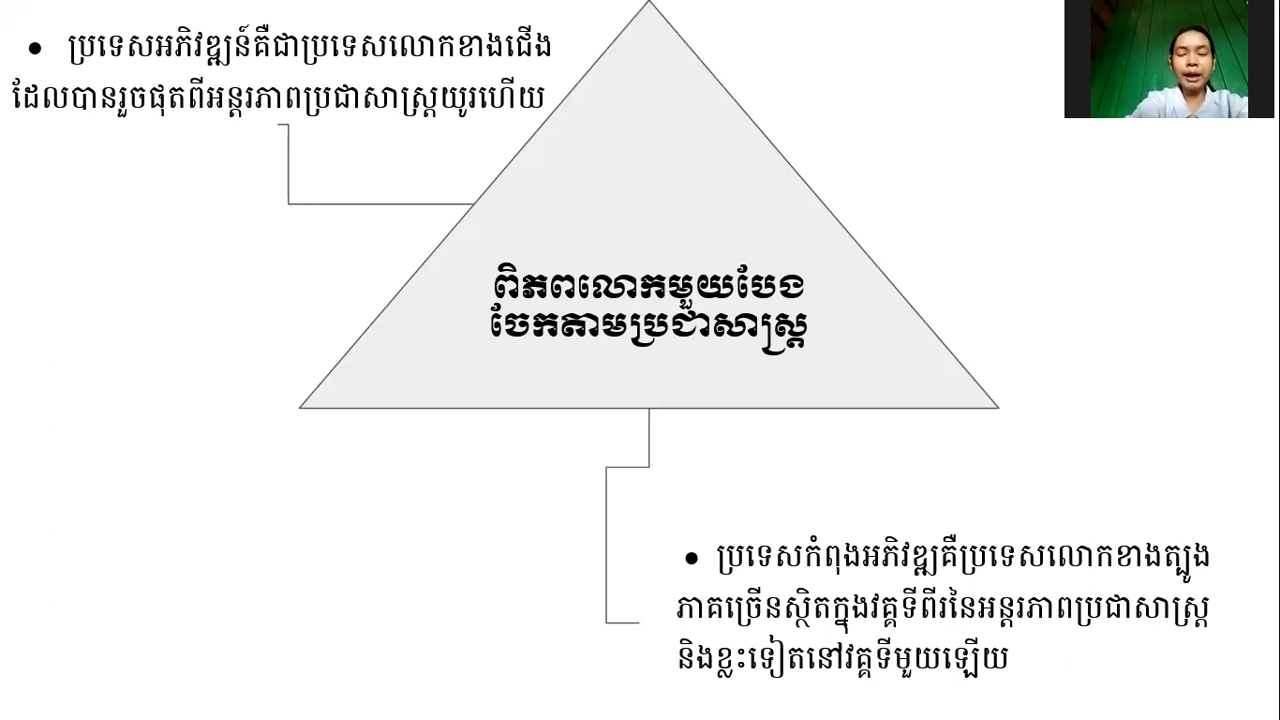 ● ប្រទេសអភិវឌ្ឍន៍គឺជាប្រទេសលោកខាងជើង
ដែលបានរួចផុតពីអន្តរភាពប្រជាសាស្ត្រយូរហើយ
ពិភពលោកមួយបែង
ចែកតាមប្រជាសាស្ត្រ
● ប្រទេសកំពុងអភិវឌ្ឍគឺប្រទេសលោកខាងត្បូង
ភាគច្រើនស្ថិតក្នុងវគ្គទីពីរនៃអន្តរភាពប្រជាសាស្ត្រ
និងខ្លះទៀតនៅវគ្គទីមួយឡើយ